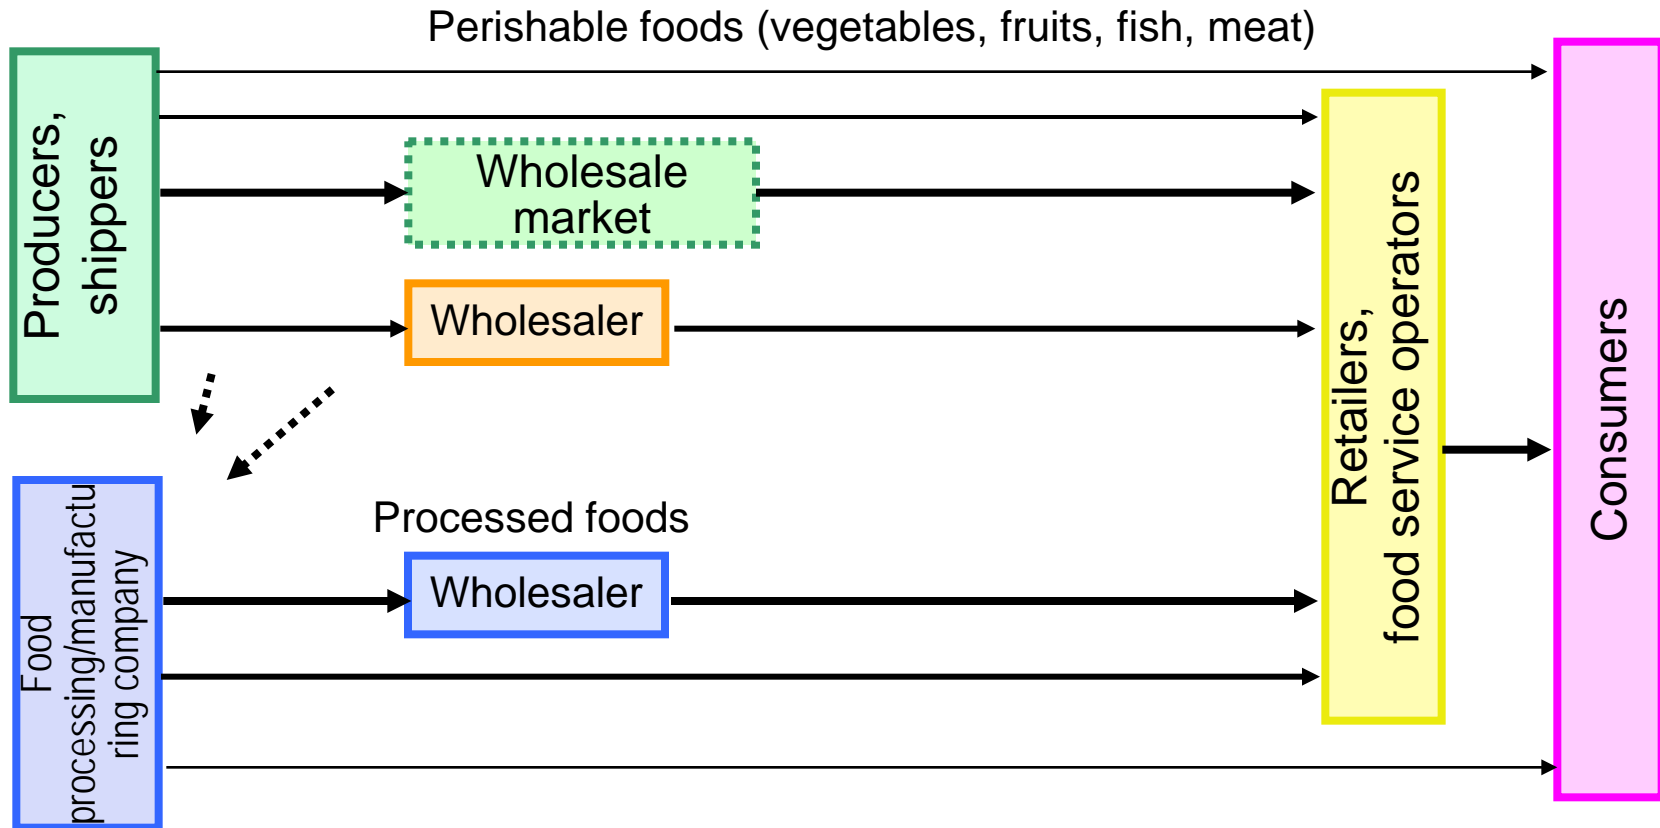 Perishable foods (vegetables, fruits, fish, meat)
Producers,
shippers
Wholesale
market
Wholesaler
Retailers,
food service operators
Consumers
Processed foods
Food
processing/manufactu
ring company
Wholesaler